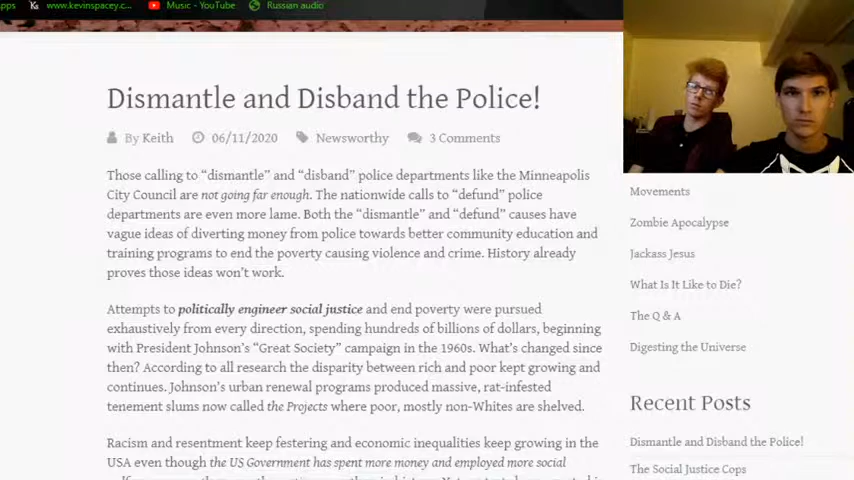 pps www.kevinspacey.c... Music - YouTube Russian audio
Dismantle and Disband the Police!
By Keith 06/11/2020 Newsworthy 3 Comments
Those calling to “dismantle” and “disband” police departments like the Minneapolis
City Council are not going far enough. The nationwide calls to “defund” police
departments are even more lame. Both the “dismantle” and “defund” causes have
vague ideas of diverting money from police towards better community education and
training programs to end the poverty causing violence and crime. History already
proves those ideas won’t work.
Attempts to politically engineer social justice and end poverty were pursued
exhaustively from every direction, spending hundreds of billions of dollars, beginning
with President Johnson’s “Great Society” campaign in the 1960s. What’s changed since
then? According to all research the disparity between rich and poor kept growing and
continues. Johnson’s urban renewal programs produced massive, rat-infested
tenement slums now called the Projects where poor, mostly non-Whites are shelved.
Racism and resentment keep festering and economic inequalities keep growing in the
USA even though the US Government has spent more money and employed more social
Movements
Zombie Apocalypse
Jackass Jesus
What Is It Like to Die?
The Q & A
Digesting the Universe
Recent Posts
Dismantle and Disband the Police!
The Social Justice Cops